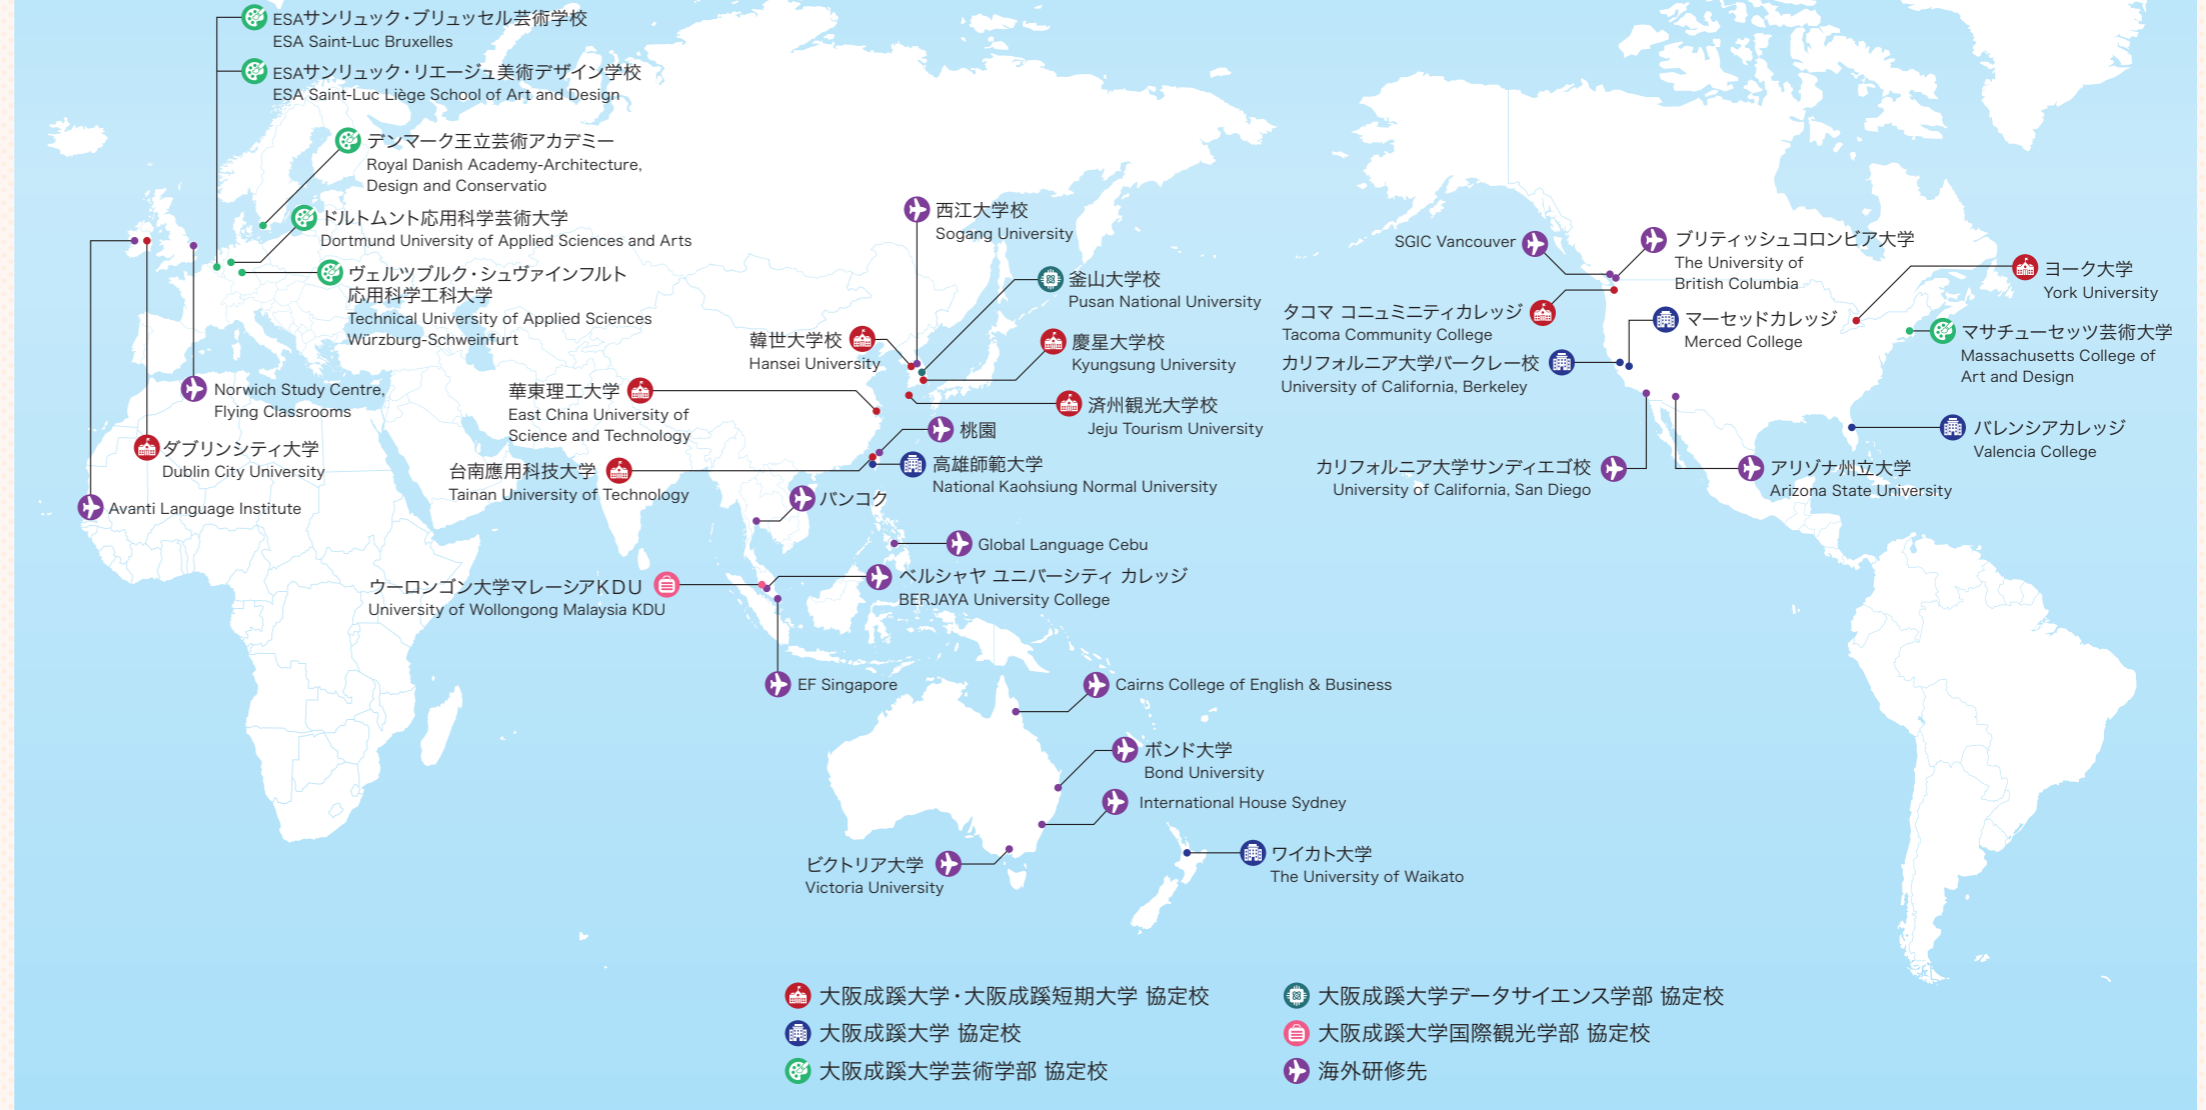 ESAサンリュック・ブリュッセル芸術学校
ESA Saint-Luc Bruxelles
ESAサンリュック・リエージュ美術デザイン学校
ESA Saint-Luc Liège School of Art and Design
デンマーク王立芸術アカデミー
Royal Danish Academy-Architecture,
Design and Conservatio
ドルトムント応用科学芸術大学
Dortmund University of Applied Sciences and Arts
ヴェルツブルク・シュヴァインフルト
応用科学工科大学
Technical University of Applied Sciences
Würzburg-Schweinfurt
Norwich Study Centre,
Flying Classrooms
ダブリンシティ大学
Dublin City University
Avanti Language Institute
西江大学校
Sogang University
釜山大学校
Pusan National University
韓世大学校
Hansei University
慶星大学校
Kyungsung University
華東理工大学
East China University of
Science and Technology
済州観光大学校
Jeju Tourism University
桃園
台南應用科技大学
Tainan University of Technology
高雄師範大学
National Kaohsiung Normal University
バンコク
Global Language Cebu
ウーロンゴン大学マレーシアKDU
University of Wollongong Malaysia KDU
ベルジャヤ ユニバーシティ カレッジ
BERJAYA University College
EF Singapore
Cairns College of English & Business
ボンド大学
Bond University
International House Sydney
ビクトリア大学
Victoria University
ワイカト大学
The University of Waikato
SGIC Vancouver
ブリティッシュコロンビア大学
The University of
British Columbia
ヨーク大学
York University
タコマ コニュミニティカレッジ
Tacoma Community College
マーセッドカレッジ
Merced College
マサチューセッツ芸術大学
Massachusetts College of
Art and Design
カリフォルニア大学バークレー校
University of California, Berkeley
バレンシアカレッジ
Valencia College
カリフォルニア大学サンディエゴ校
University of California, San Diego
アリゾナ州立大学
Arizona State University
大阪成蹊大学・大阪成蹊短期大学 協定校
大阪成蹊大学 協定校
大阪成蹊大学芸術学部 協定校
大阪成蹊大学データサイエンス学部 協定校
大阪成蹊大学国際観光学部 協定校
海外研修先